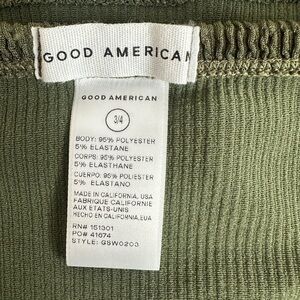 GOOD AMERICAN
GOOD AMERICAN
3/4
BODY: 95% POLYESTER
5% ELASTANE
CORPS: 95% POLYESTER
5% ELASTHANE
CUERPO: 95% POLIESTER
5% ELASTANO
MADE IN CALIFORNIA, USA
FABRIQUE CALIFORNIE
AUX ETATS-UNIS
HECHO EN CALIFORNIA, EUA
RN# 151301
PO# 41674
STYLE: GSW0203